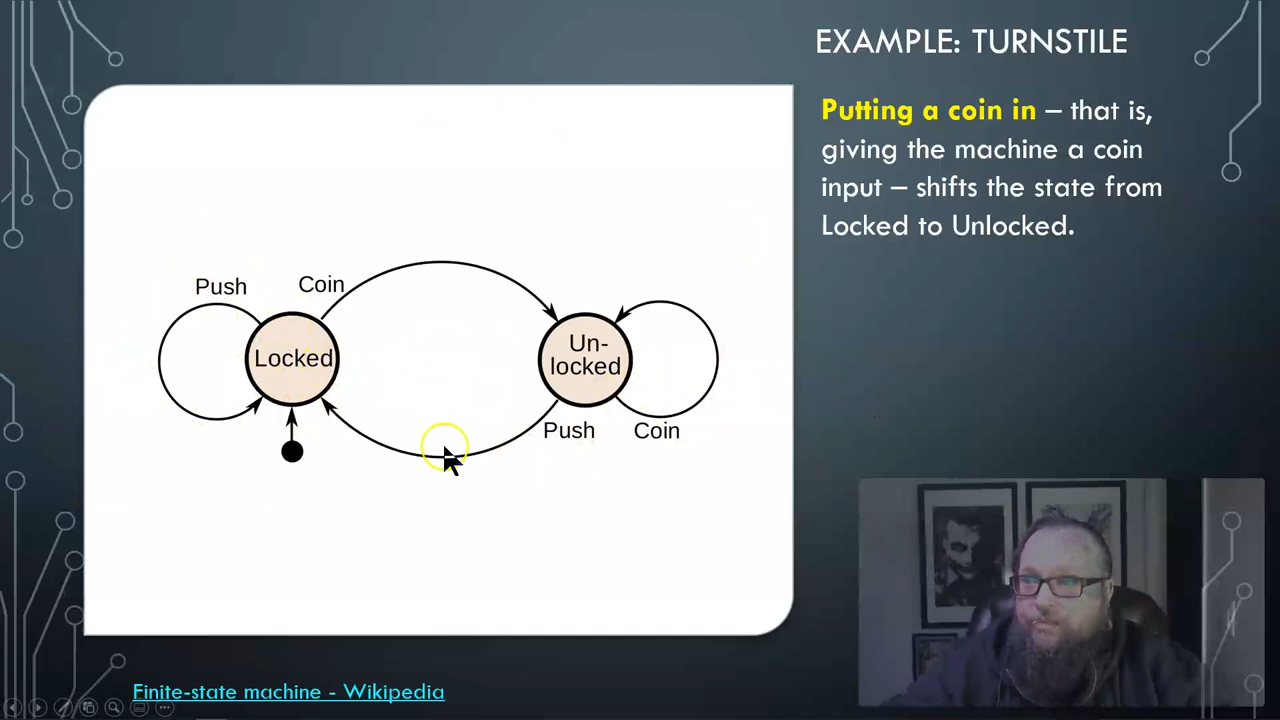 EXAMPLE: TURNSTILE
Putting a coin in – that is,
giving the machine a coin
input – shifts the state from
Locked to Unlocked.
Push
Coin
Locked
Un-
locked
Push
Coin
Finite-state machine - Wikipedia